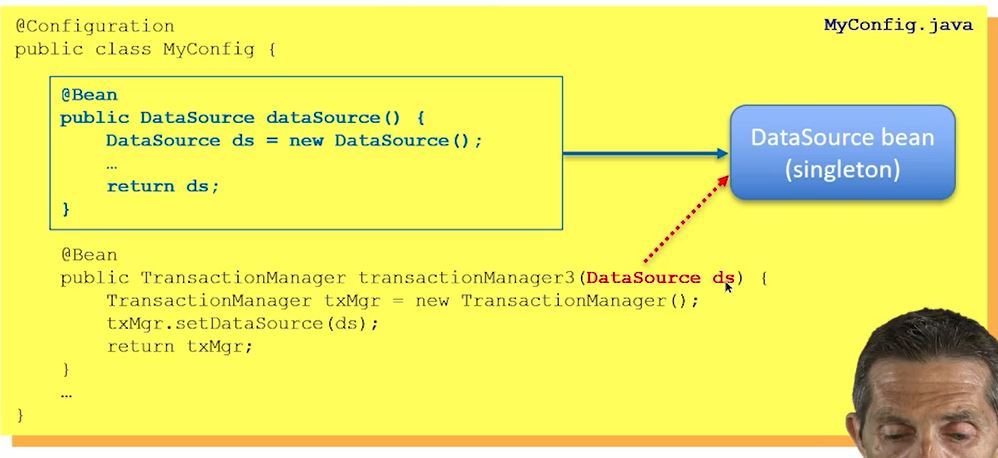 @Configuration
MyConfig.java
public class MyConfig {
@Bean
public DataSource dataSource() {
DataSource ds = new DataSource();
…
return ds;
}
DataSource bean
(singleton)
@Bean
public TransactionManager transactionManager3(DataSource ds) {
TransactionManager txMgr = new TransactionManager();
txMgr.setDataSource(ds);
return txMgr;
}
…
}